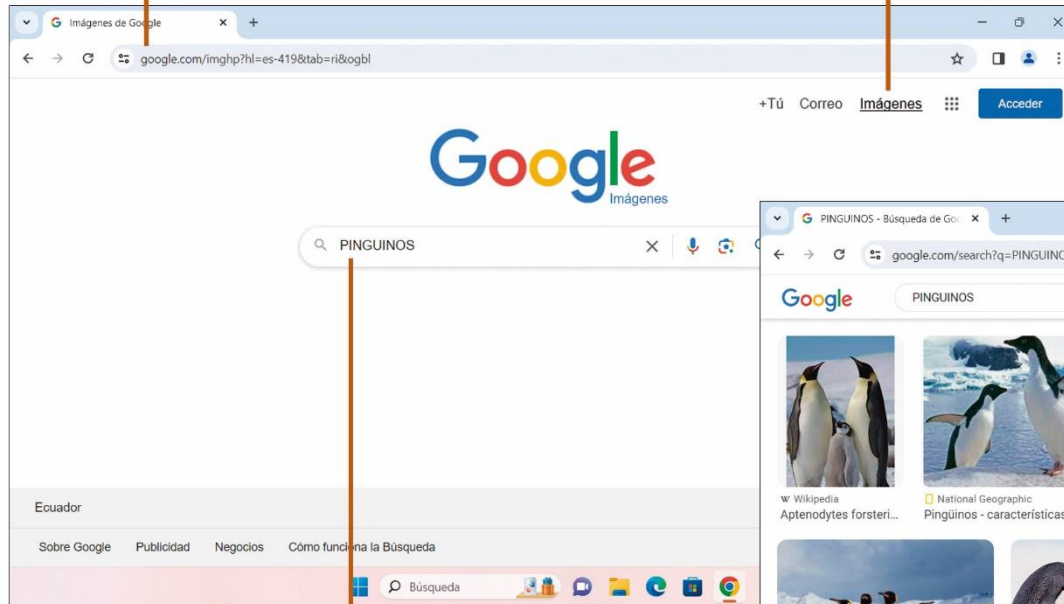 Imágenes de Google
google.com/imghp?hl=es-419&tab=ri&ogbl
+Tú Correo Imágenes Acceder
Google
Imágenes
PINGUINOS
Ecuador
Sobre Google Publicidad Negocios Cómo funciona la Búsqueda
Búsqueda
PINGUINOS - Búsqueda de Goo
google.com/search?q=PINGUINO
Google
PINGUINOS
W Wikipedia
Aptenodytes forsteri...
National Geographic
Pingüinos - características